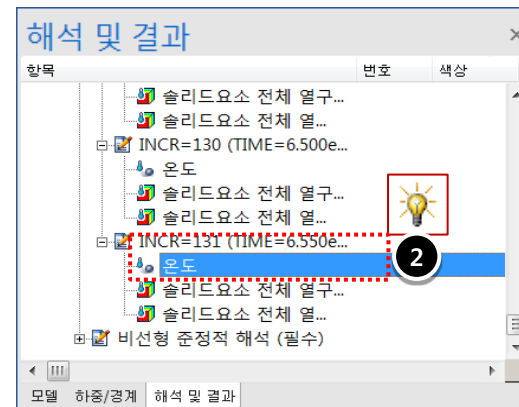 해석 및 결과
항목 번호 색상
솔리드요소 전체 열구...
솔리드요소 전체 열...
INCR=130 (TIME=6.500e...
온도
솔리드요소 전체 열구...
솔리드요소 전체 열...
INCR=131 (TIME=6.550e...
2
온도
솔리드요소 전체 열구...
솔리드요소 전체 열...
비선형 준정적 해석 (필수)
모델 하중/경계 해석 및 결과